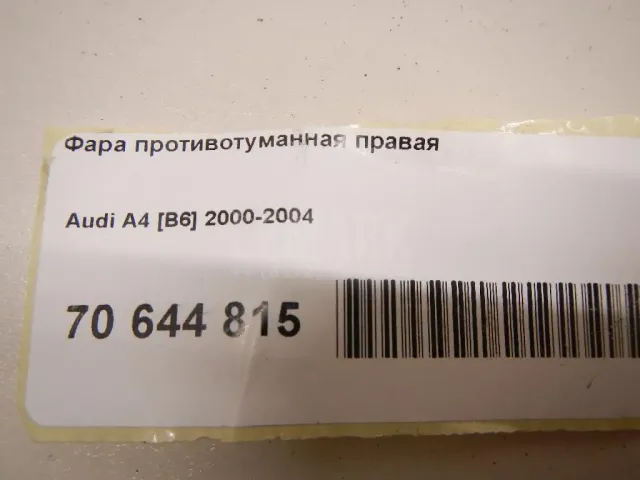 Фара противотуманная правая
Audi A4 [B6] 2000-2004
70 644 815